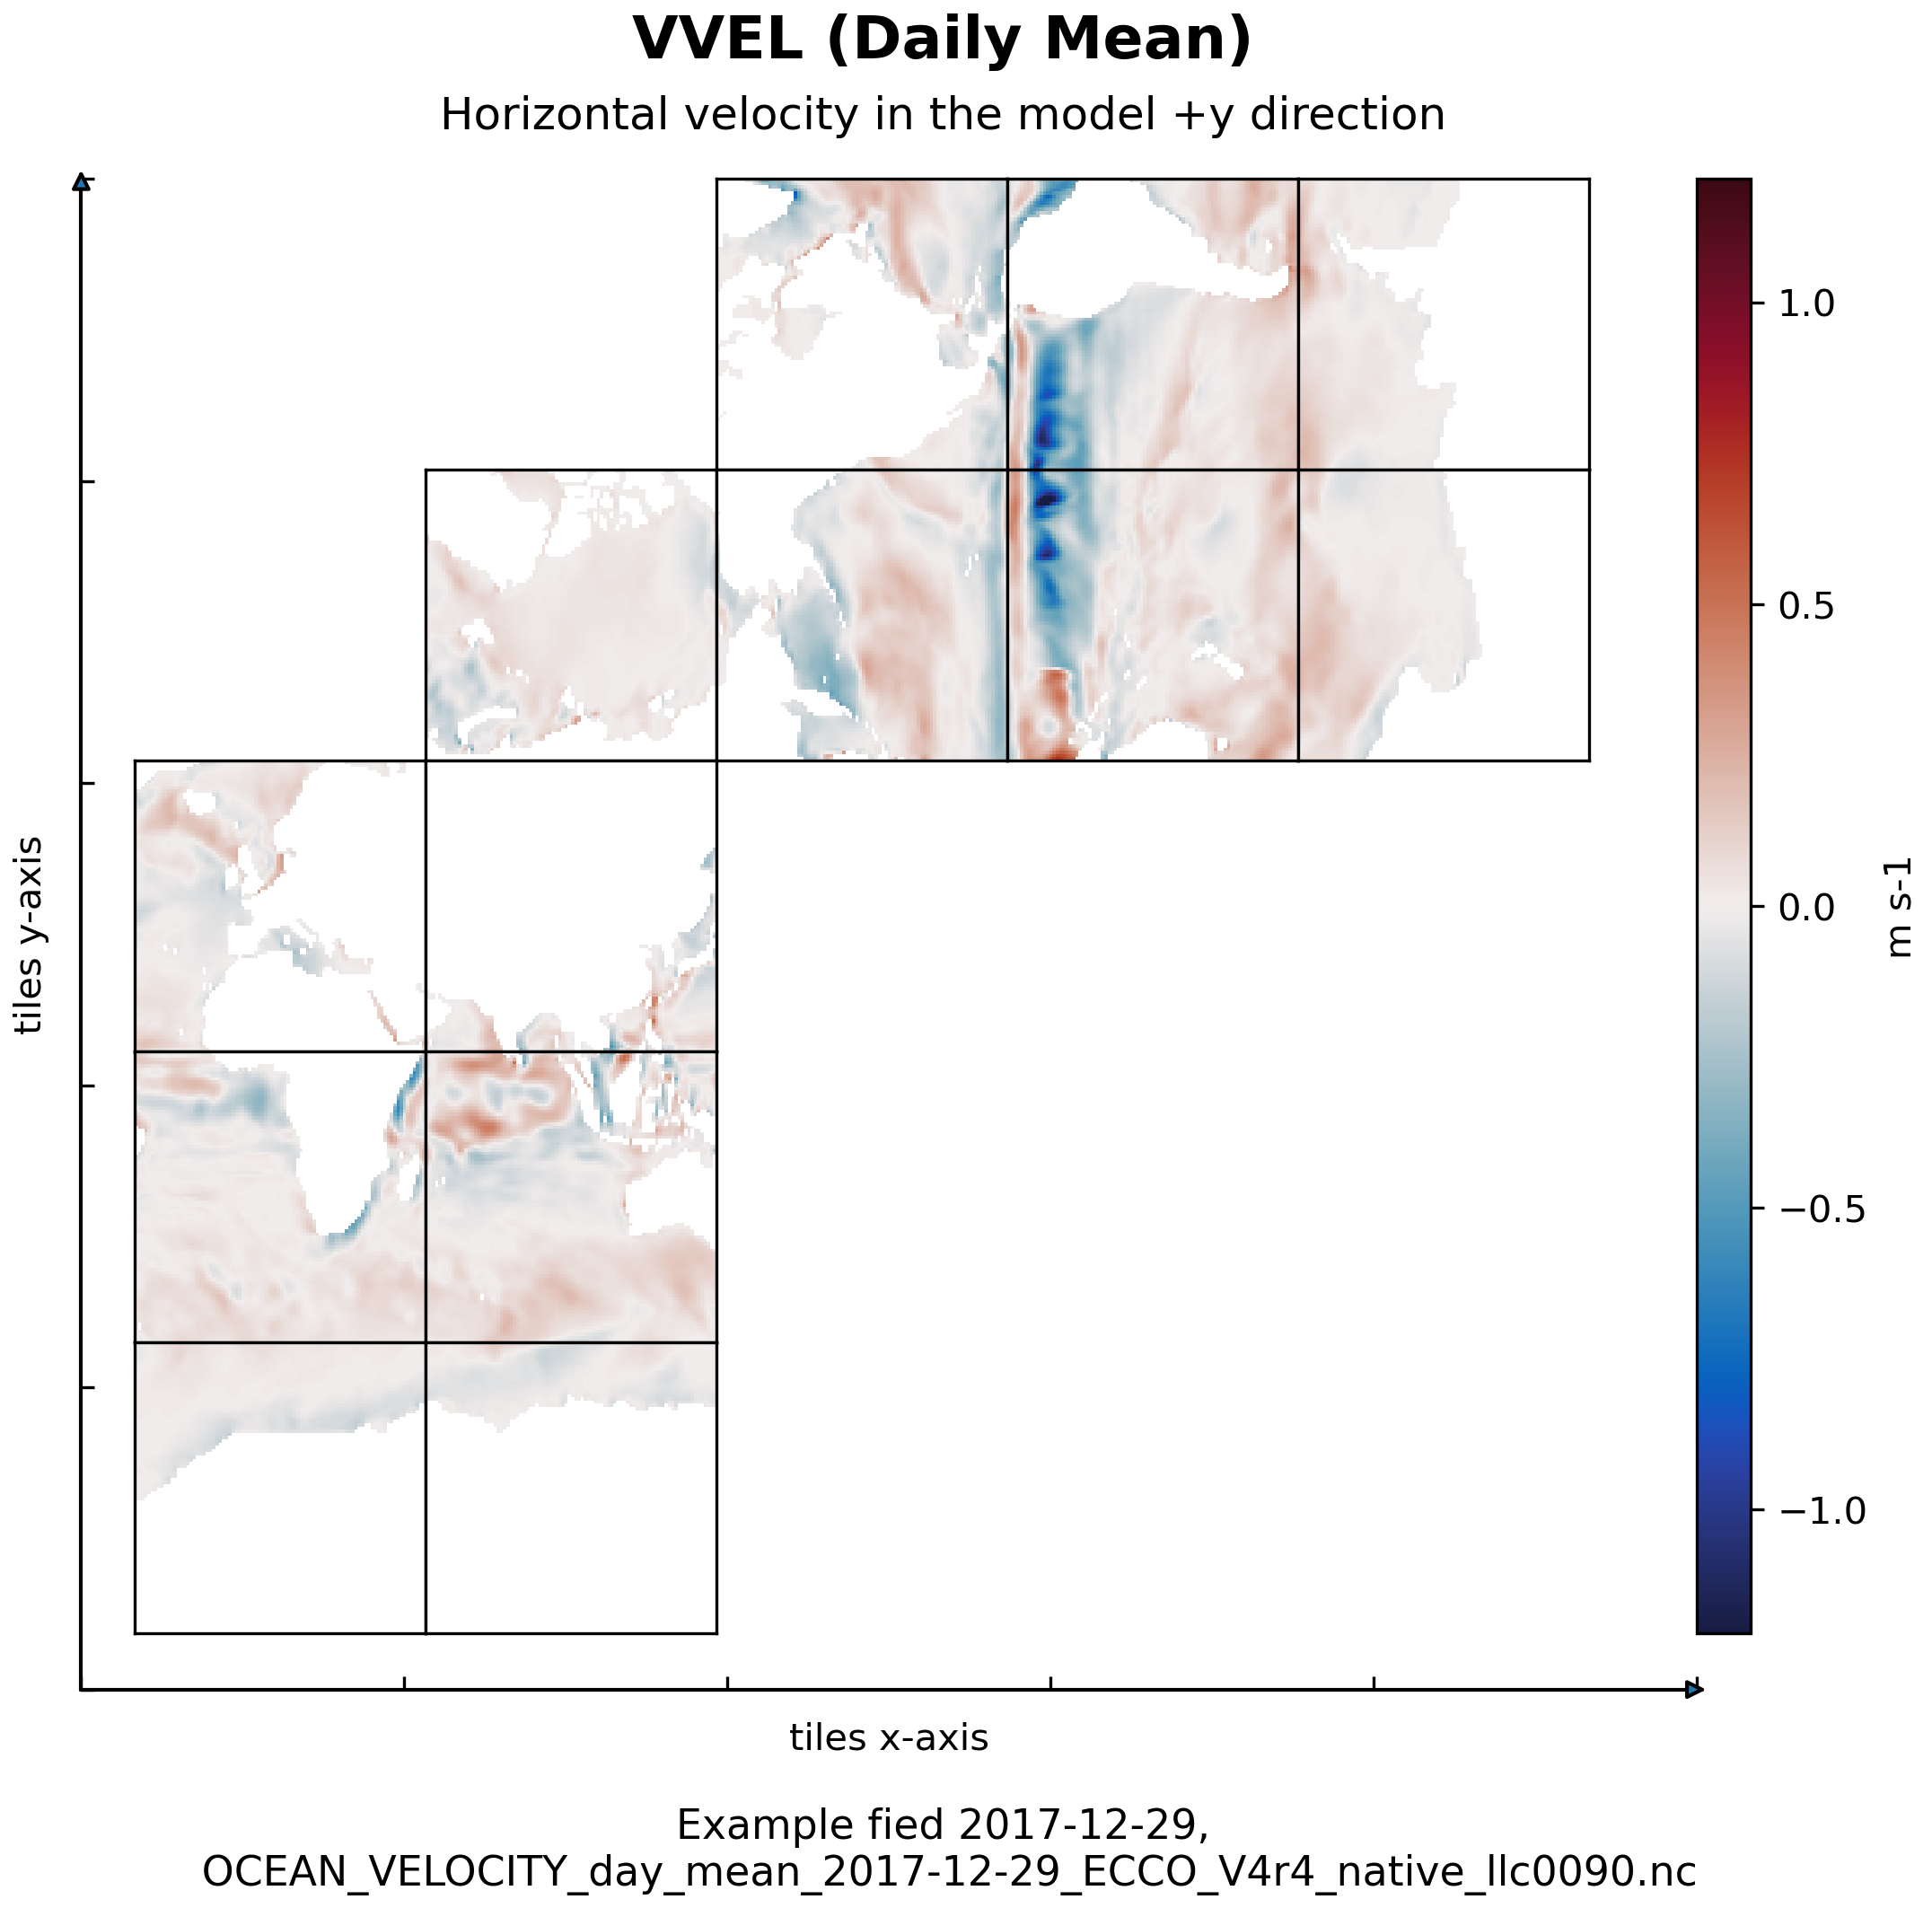 VVEL (Daily Mean)
Horizontal velocity in the model +y direction
tiles y-axis
1.0
0.5
0.0
−0.5
−1.0
m s-1
tiles x-axis
Example fied 2017-12-29,
OCEAN_VELOCITY_day_mean_2017-12-29_ECCO_V4r4_native_llc0090.nc